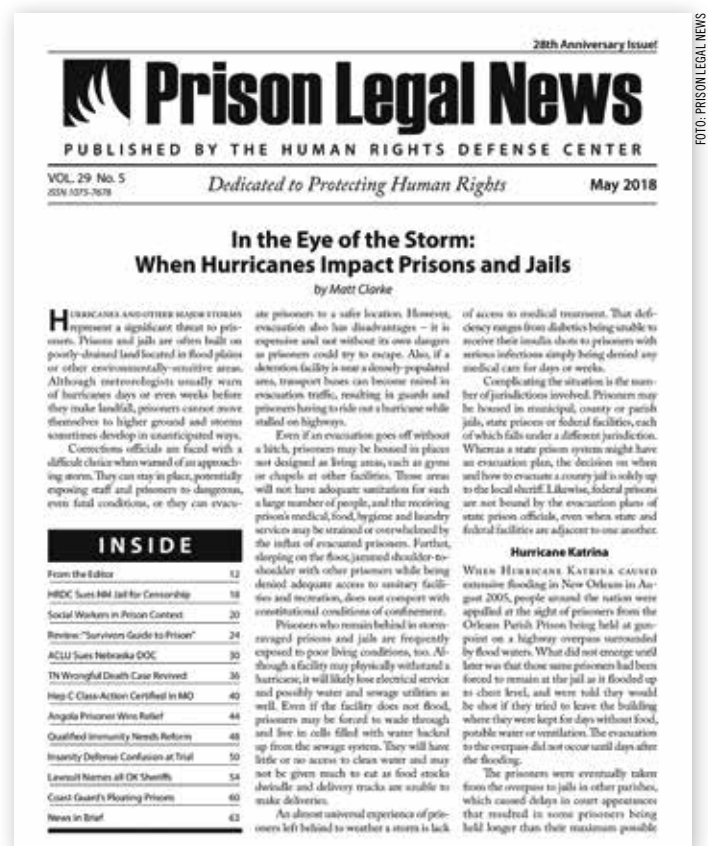 28th Anniversary Issue!
Prison Legal News
PUBLISHED BY THE HUMAN RIGHTS DEFENSE CENTER
VOL. 29 No. 5
ISSN 1075-7678
Dedicated to Protecting Human Rights
May 2018
In the Eye of the Storm:
When Hurricanes Impact Prisons and Jails
by Matt Clarke
Hurricanes and other major storms
represent a significant threat to pris-
oners. Prisons and jails are often built on
poorly-drained land located in flood plains
or other environmentally-sensitive areas.
Although meteorologists usually warn
of hurricanes days or even weeks before
they make landfall, prisoners cannot move
themselves to higher ground and storms
sometimes develop in unanticipated ways.
Corrections officials are faced with a
difficult choice when warned of an approach-
ing storm. They can stay in place, potentially
exposing staff and prisoners to dangerous,
even fatal conditions, or they can evacu-
INSIDE
From the Editor 12
HRDC Sues NM Jail for Censorship 18
Social Workers in Prison Context 20
Review: "Survivors Guide to Prison" 24
ACLU Sues Nebraska DOC 30
TN Wrongful Death Case Revived 36
Hep C Class-Action Certified in MO 40
Angola Prisoner Wins Relief 44
Qualified Immunity Needs Reform 48
Insanity Defense Confusion at Trial 50
Lawsuit Names all OK Sheriffs 54
Coast Guard's Floating Prisons 60
News in Brief 63
ate prisoners to a safer location. However,
evacuation also has disadvantages – it is
expensive and not without its own dangers
as prisoners could try to escape. Also, if a
detention facility is near a densely-populated
area, transport buses can become mired in
evacuation traffic, resulting in guards and
prisoners having to ride out a hurricane while
stalled on highways.
Even if an evacuation goes off without
a hitch, prisoners may be housed in places
not designed as living areas, such as gyms
or chapels at other facilities. Those areas
will not have adequate sanitation for such
a large number of people, and the receiving
prison's medical, food, hygiene and laundry
services may be strained or overwhelmed by
the influx of evacuated prisoners. Further,
sleeping on the floor, jammed shoulder-to-
shoulder with other prisoners while being
denied adequate access to sanitary facili-
ties and recreation, does not comport with
constitutional conditions of confinement.
Prisoners who remain behind in storm-
ravaged prisons and jails are frequently
exposed to poor living conditions, too. Al-
though a facility may physically withstand a
hurricane, it will likely lose electrical service
and possibly water and sewage utilities as
well. Even if the facility does not flood,
prisoners may be forced to wade through
and live in cells filled with water backed
up from the sewage system. They will have
little or no access to clean water and may
not be given much to eat as food stocks
dwindle and delivery trucks are unable to
make deliveries.
An almost universal experience of pris-
oners left behind to weather a storm is lack
of access to medical treatment. That defi-
ciency ranges from diabetics being unable to
receive their insulin shots to prisoners with
serious infections simply being denied any
medical care for days or weeks.
Complicating the situation is the num-
ber of jurisdictions involved. Prisoners may
be housed in municipal, county or parish
jails, state prisons or federal facilities, each
of which falls under a different jurisdiction.
Whereas a state prison system might have
an evacuation plan, the decision on when
and how to evacuate a county jail is solely up
to the local sheriff. Likewise, federal prisons
are not bound by the evacuation plans of
state prison officials, even when state and
federal facilities are adjacent to one another.
Hurricane Katrina
When Hurricane Katrina caused
extensive flooding in New Orleans in Au-
gust 2005, people around the nation were
appalled at the sight of prisoners from the
Orleans Parish Prison being held at gun-
point on a highway overpass surrounded
by flood waters. What did not emerge until
later was that those same prisoners had been
forced to remain at the jail as it flooded up
to chest level, and were told they would
be shot if they tried to leave the building
where they were kept for days without food,
potable water or ventilation. The evacuation
to the overpass did not occur until days after
the flooding.
The prisoners were eventually taken
from the overpass to jails in other parishes,
which caused delays in court appearances
that resulted in some prisoners being
held longer than their maximum possible
FOTO: PRISON LEGAL NEWS